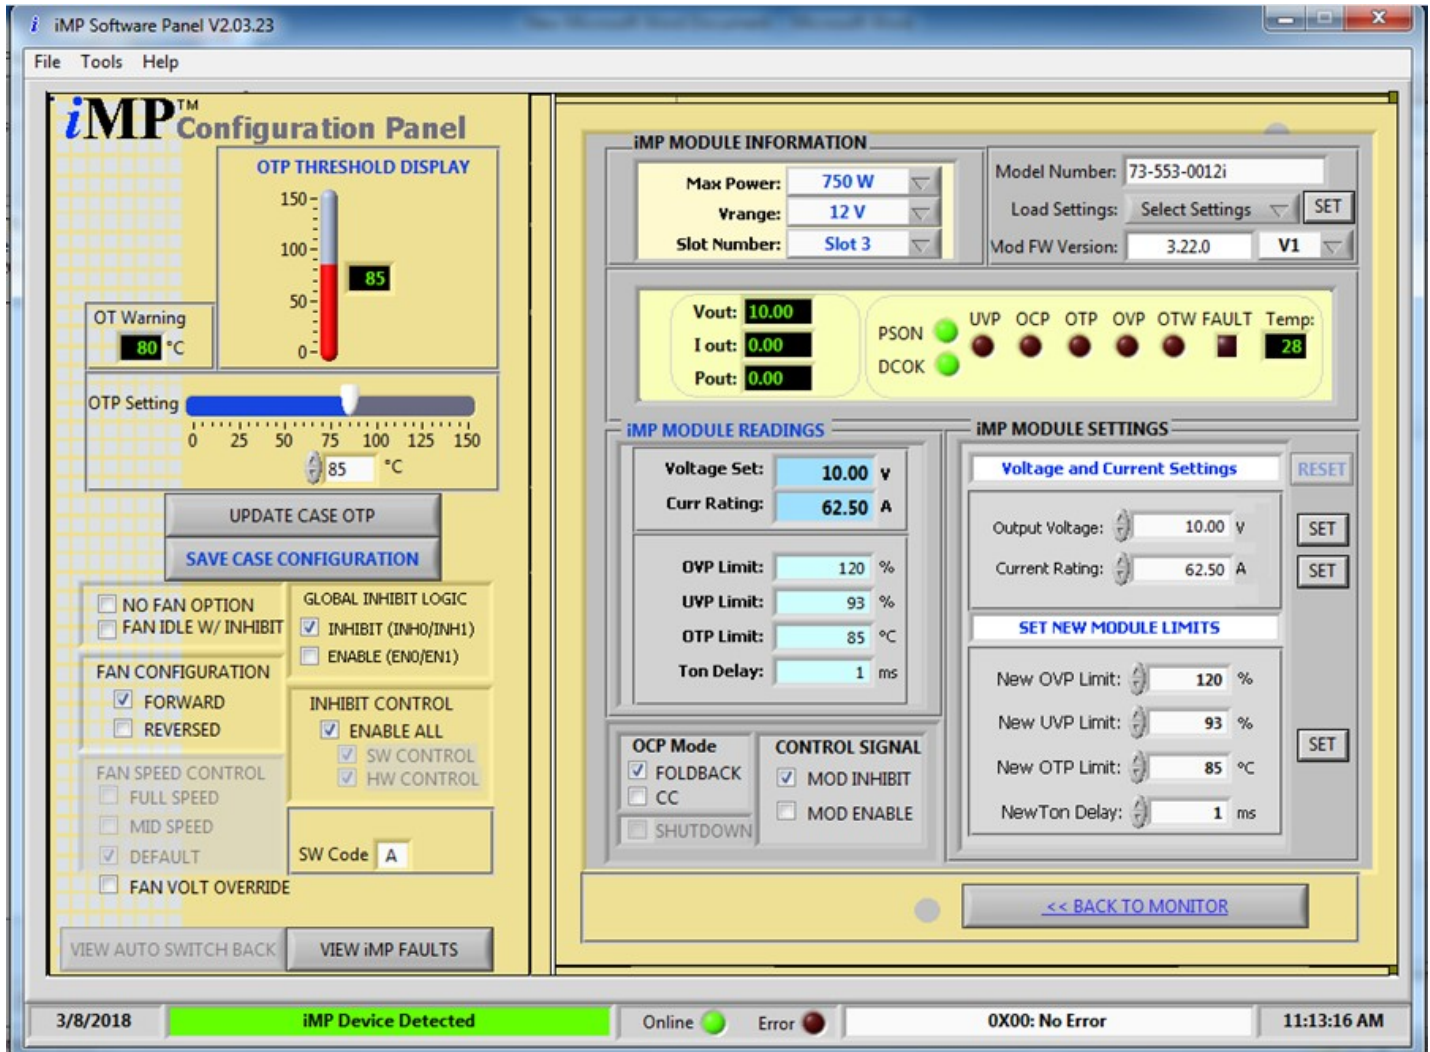 i iMP Software Panel V2.03.23
File Tools Help
iMP™ Configuration Panel
OTP THRESHOLD DISPLAY
150
100
50
0
85
OT Warning
80 °C
OTP Setting
0 25 50 75 100 125 150
85 °C
UPDATE CASE OTP
SAVE CASE CONFIGURATION
NO FAN OPTION
FAN IDLE W/ INHIBIT
GLOBAL INHIBIT LOGIC
INHIBIT (INH0/INH1)
ENABLE (EN0/EN1)
FAN CONFIGURATION
FORWARD
REVERSED
INHIBIT CONTROL
ENABLE ALL
SW CONTROL
HW CONTROL
FAN SPEED CONTROL
FULL SPEED
MID SPEED
DEFAULT
FAN VOLT OVERRIDE
SW Code A
VIEW AUTO SWITCH BACK
VIEW iMP FAULTS
iMP MODULE INFORMATION
Max Power: 750 W
Vrange: 12 V
Slot Number: Slot 3
Model Number: 73-553-0012i
Load Settings: Select Settings SET
Mod FW Version: 3.22.0 V1
Vout: 10.00
I out: 0.00
Pout: 0.00
PSON
DCOK
UVP OCP OTP OVP OTW FAULT Temp:
28
iMP MODULE READINGS
Voltage Set: 10.00 V
Curr Rating: 62.50 A
OVP Limit: 120 %
UVP Limit: 93 %
OTP Limit: 85 °C
Ton Delay: 1 ms
OCP Mode
FOLDBACK
CC
SHUTDOWN
CONTROL SIGNAL
MOD INHIBIT
MOD ENABLE
iMP MODULE SETTINGS
Voltage and Current Settings RESET
Output Voltage: 10.00 V SET
Current Rating: 62.50 A SET
SET NEW MODULE LIMITS
New OVP Limit: 120 %
New UVP Limit: 93 %
SET
New OTP Limit: 85 °C
NewTon Delay: 1 ms
<< BACK TO MONITOR
3/8/2018 iMP Device Detected Online Error 0X00: No Error 11:13:16 AM